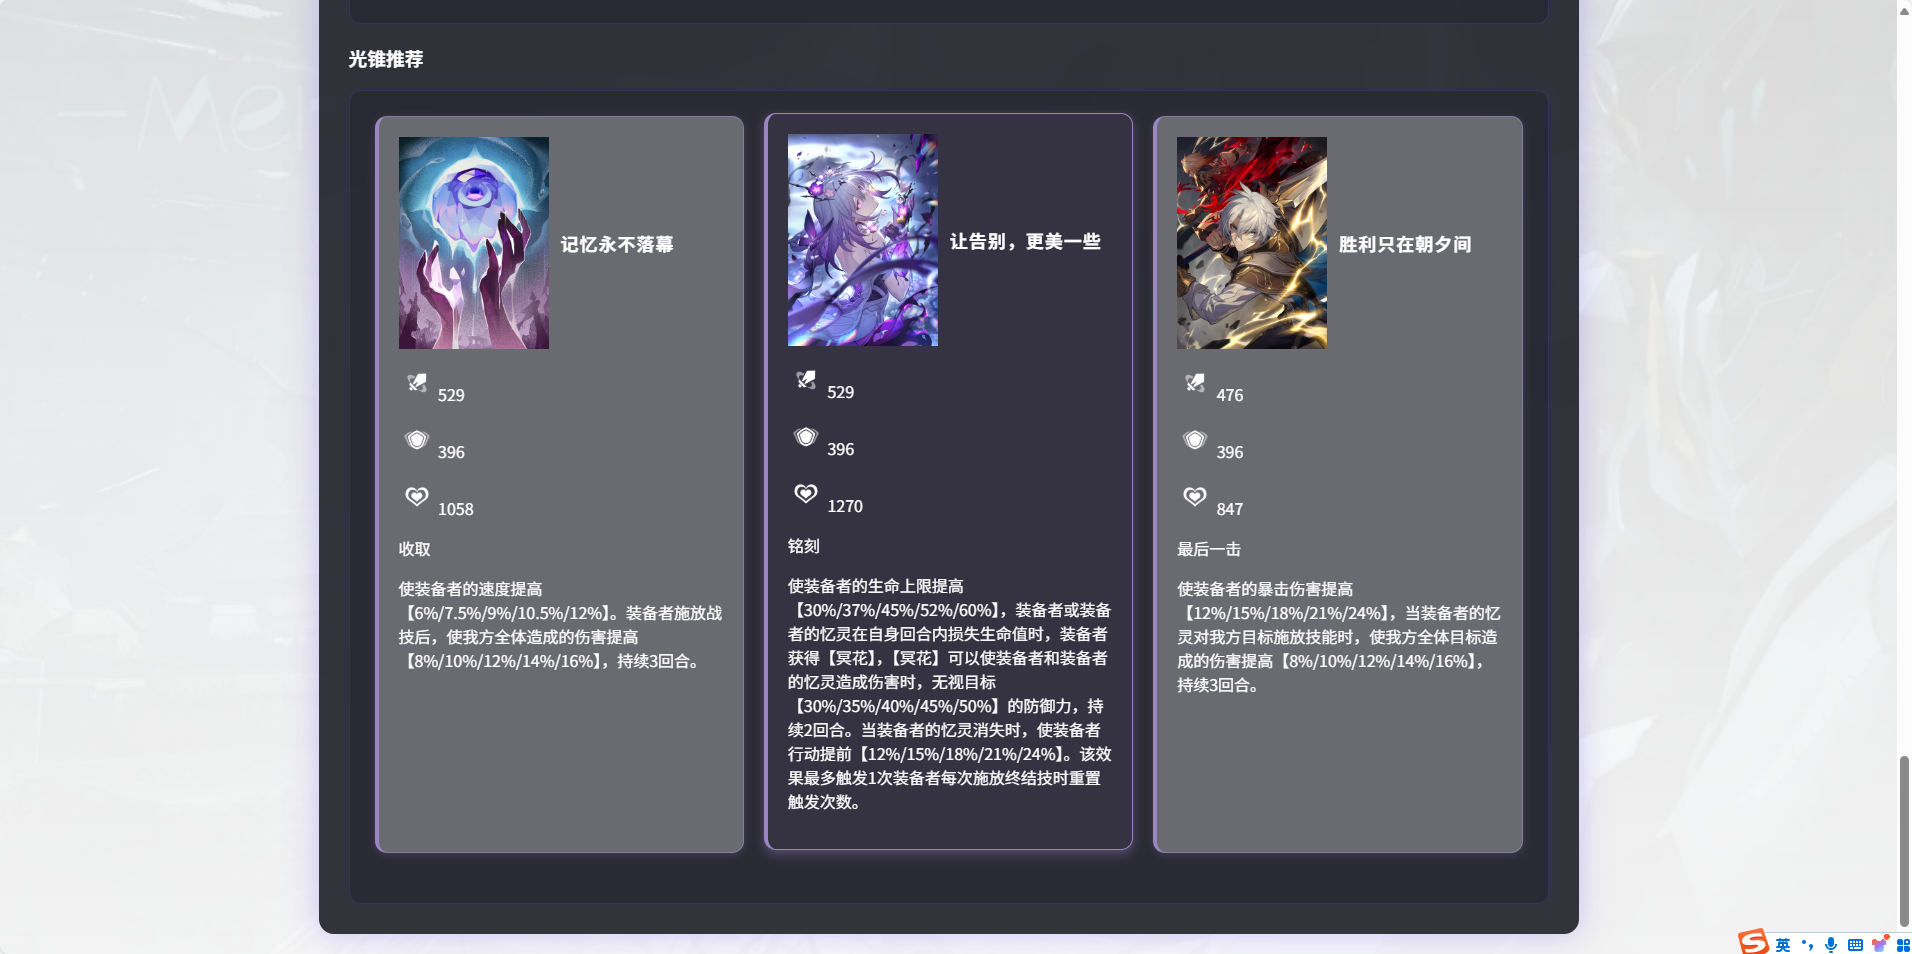 光锥推荐
记忆永不落幕
529
396
1058
收取
使装备者的速度提高
【6%/7.5%/9%/10.5%/12%】。装备者施放战
技后，使我方全体造成的伤害提高
【8%/10%/12%/14%/16%】，持续3回合。
让告别，更美一些
529
396
1270
铭刻
使装备者的生命上限提高
【30%/37%/45%/52%/60%】，装备者或装备
者的忆灵在自身回合内损失生命值时，装备者
获得【冥花】，【冥花】可以使装备者和装备者
的忆灵造成伤害时，无视目标
【30%/35%/40%/45%/50%】的防御力，持
续2回合。当装备者的忆灵消失时，使装备者
行动提前【12%/15%/18%/21%/24%】。该效
果最多触发1次装备者每次施放终结技时重置
触发次数。
胜利只在朝夕间
476
396
847
最后一击
使装备者的暴击伤害提高
【12%/15%/18%/21%/24%】，当装备者的忆
灵对我方目标施放技能时，使我方全体目标造
成的伤害提高【8%/10%/12%/14%/16%】，
持续3回合。
英